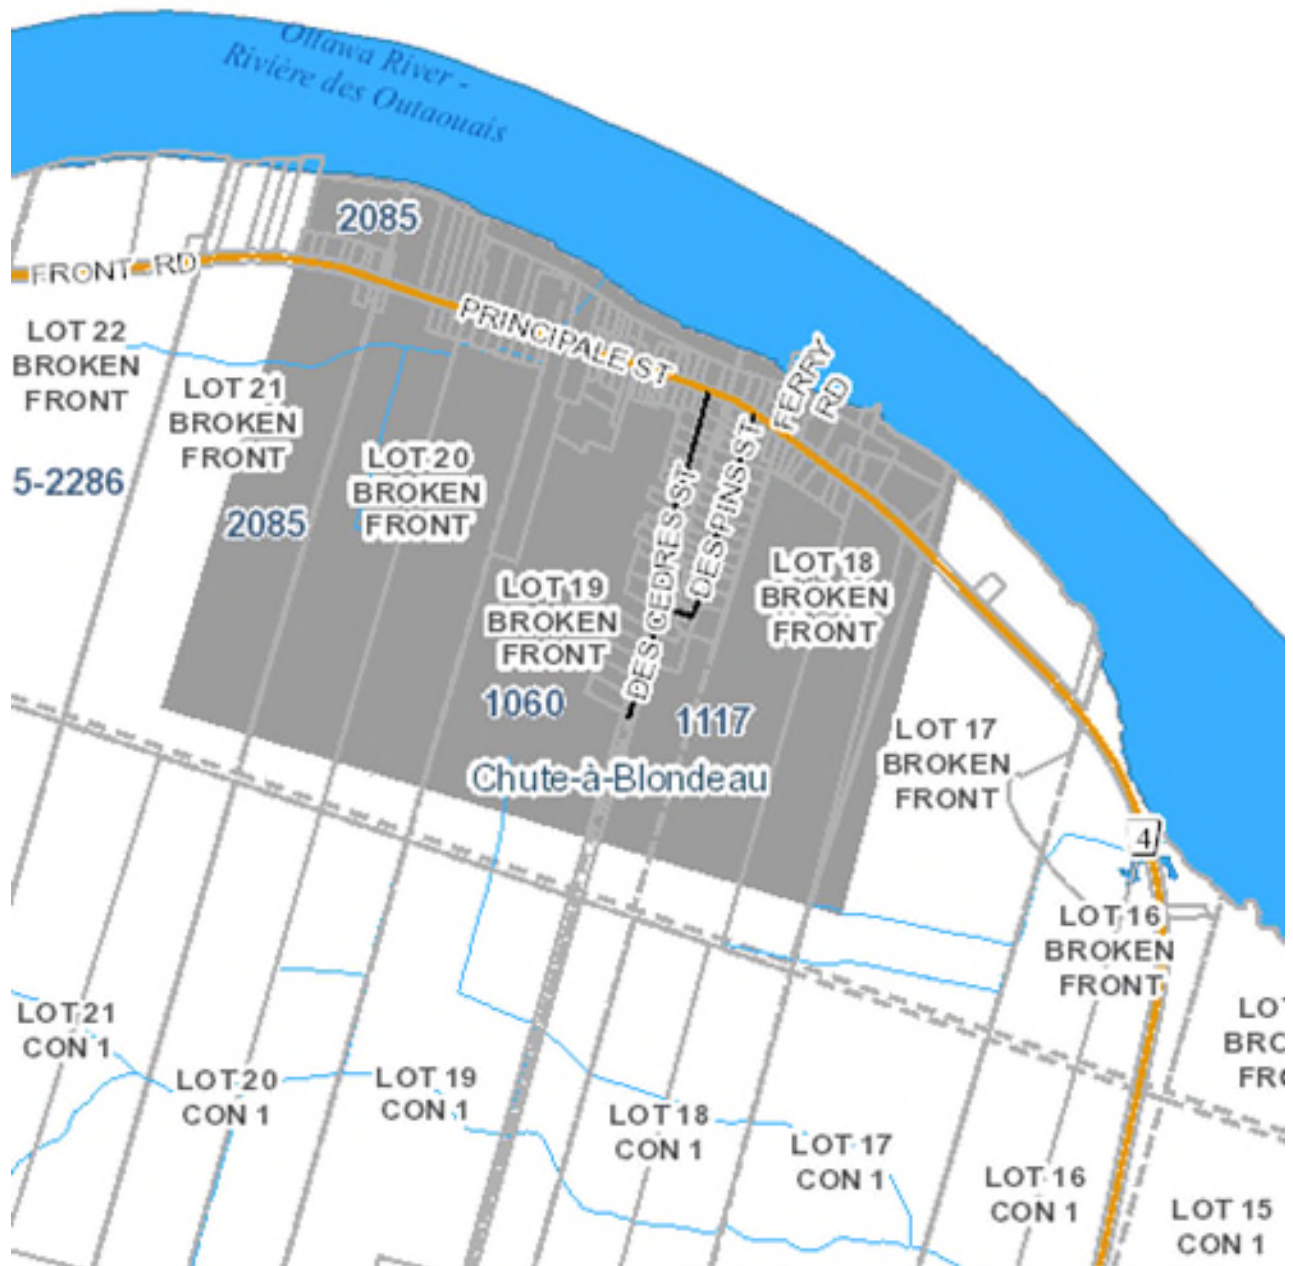 Ottawa River -
Rivière des Outaouais
2085
FRONT RD
PRINCIPALE ST
FERRY
RD
LOT 22
BROKEN
FRONT
LOT 21
BROKEN
FRONT
LOT 20
BROKEN
FRONT
5-2286
2085
DES CEDRES ST
DES PINS ST
LOT 19
BROKEN
FRONT
LOT 18
BROKEN
FRONT
1060
1117
Chute-à-Blondeau
LOT 17
BROKEN
FRONT
4
LOT 16
BROKEN
FRONT
LO
BRO
FR
LOT 21
CON 1
LOT 20
CON 1
LOT 19
CON 1
LOT 18
CON 1
LOT 17
CON 1
LOT 16
CON 1
LOT 15
CON 1